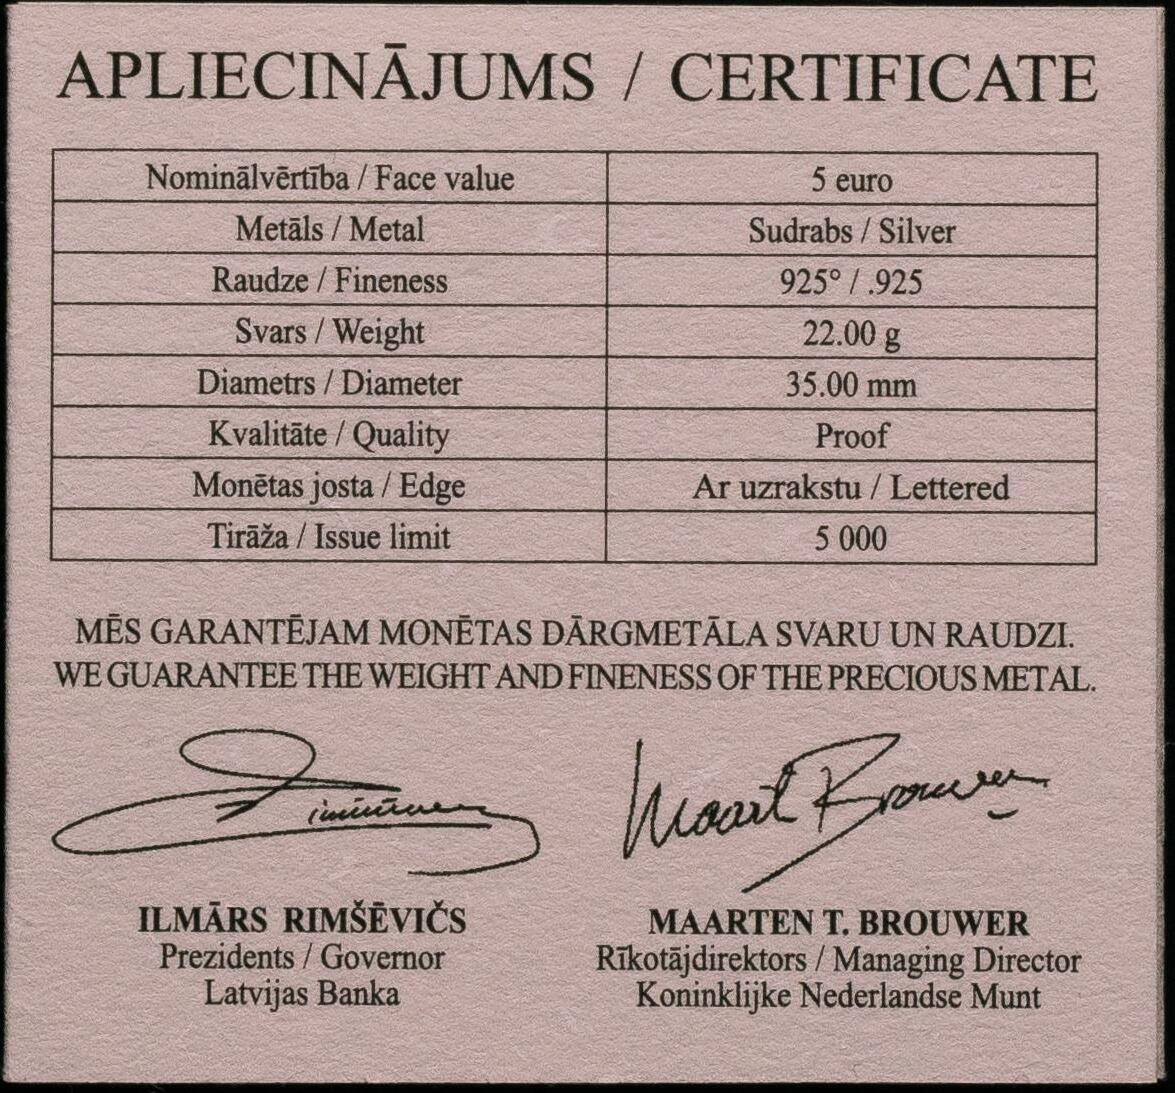 APLIECINĀJUMS / CERTIFICATE
Nominālvērtība / Face value 5 euro
Metāls / Metal Sudrabs / Silver
Raudze / Fineness 925° / .925
Svars / Weight 22.00 g
Diametrs / Diameter 35.00 mm
Kvalitāte / Quality Proof
Monētas josta / Edge Ar uzrakstu / Lettered
Tirāža / Issue limit 5 000
MĒS GARANTĒJAM MONĒTAS DĀRGMETĀLA SVARU UN RAUDZI.
WE GUARANTEE THE WEIGHT AND FINENESS OF THE PRECIOUS METAL.
Maart Brouwer
ILMĀRS RIMŠĒVIČS MAARTEN T. BROUWER
Prezidents / Governor Rīkotājdirektors / Managing Director
Latvijas Banka Koninklijke Nederlandse Munt